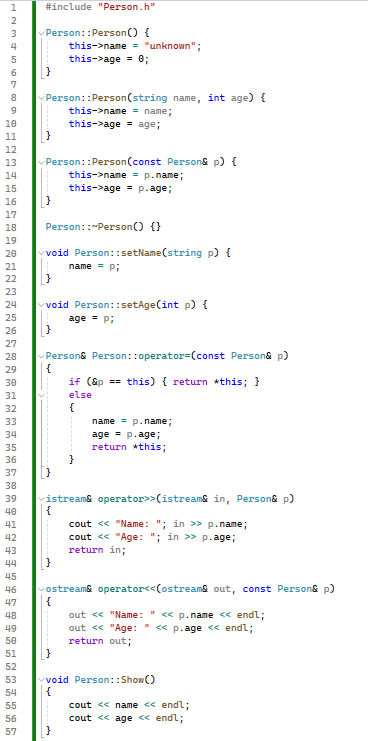 1 #include "Person.h"
2
3 Person::Person() {
4     this->name = "unknown";
5     this->age = 0;
6 }
7
8 Person::Person(string name, int age) {
9     this->name = name;
10     this->age = age;
11 }
12
13 Person::Person(const Person& p) {
14     this->name = p.name;
15     this->age = p.age;
16 }
17
18 Person::~Person() {}
19
20 void Person::setName(string p) {
21     name = p;
22 }
23
24 void Person::setAge(int p) {
25     age = p;
26 }
27
28 Person& Person::operator=(const Person& p)
29 {
30     if (&p == this) { return *this; }
31     else
32     {
33         name = p.name;
34         age = p.age;
35         return *this;
36     }
37 }
38
39 istream& operator>>(istream& in, Person& p)
40 {
41     cout << "Name: "; in >> p.name;
42     cout << "Age: "; in >> p.age;
43     return in;
44 }
45
46 ostream& operator<<(ostream& out, const Person& p)
47 {
48     out << "Name: " << p.name << endl;
49     out << "Age: " << p.age << endl;
50     return out;
51 }
52
53 void Person::Show()
54 {
55     cout << name << endl;
56     cout << age << endl;
57 }